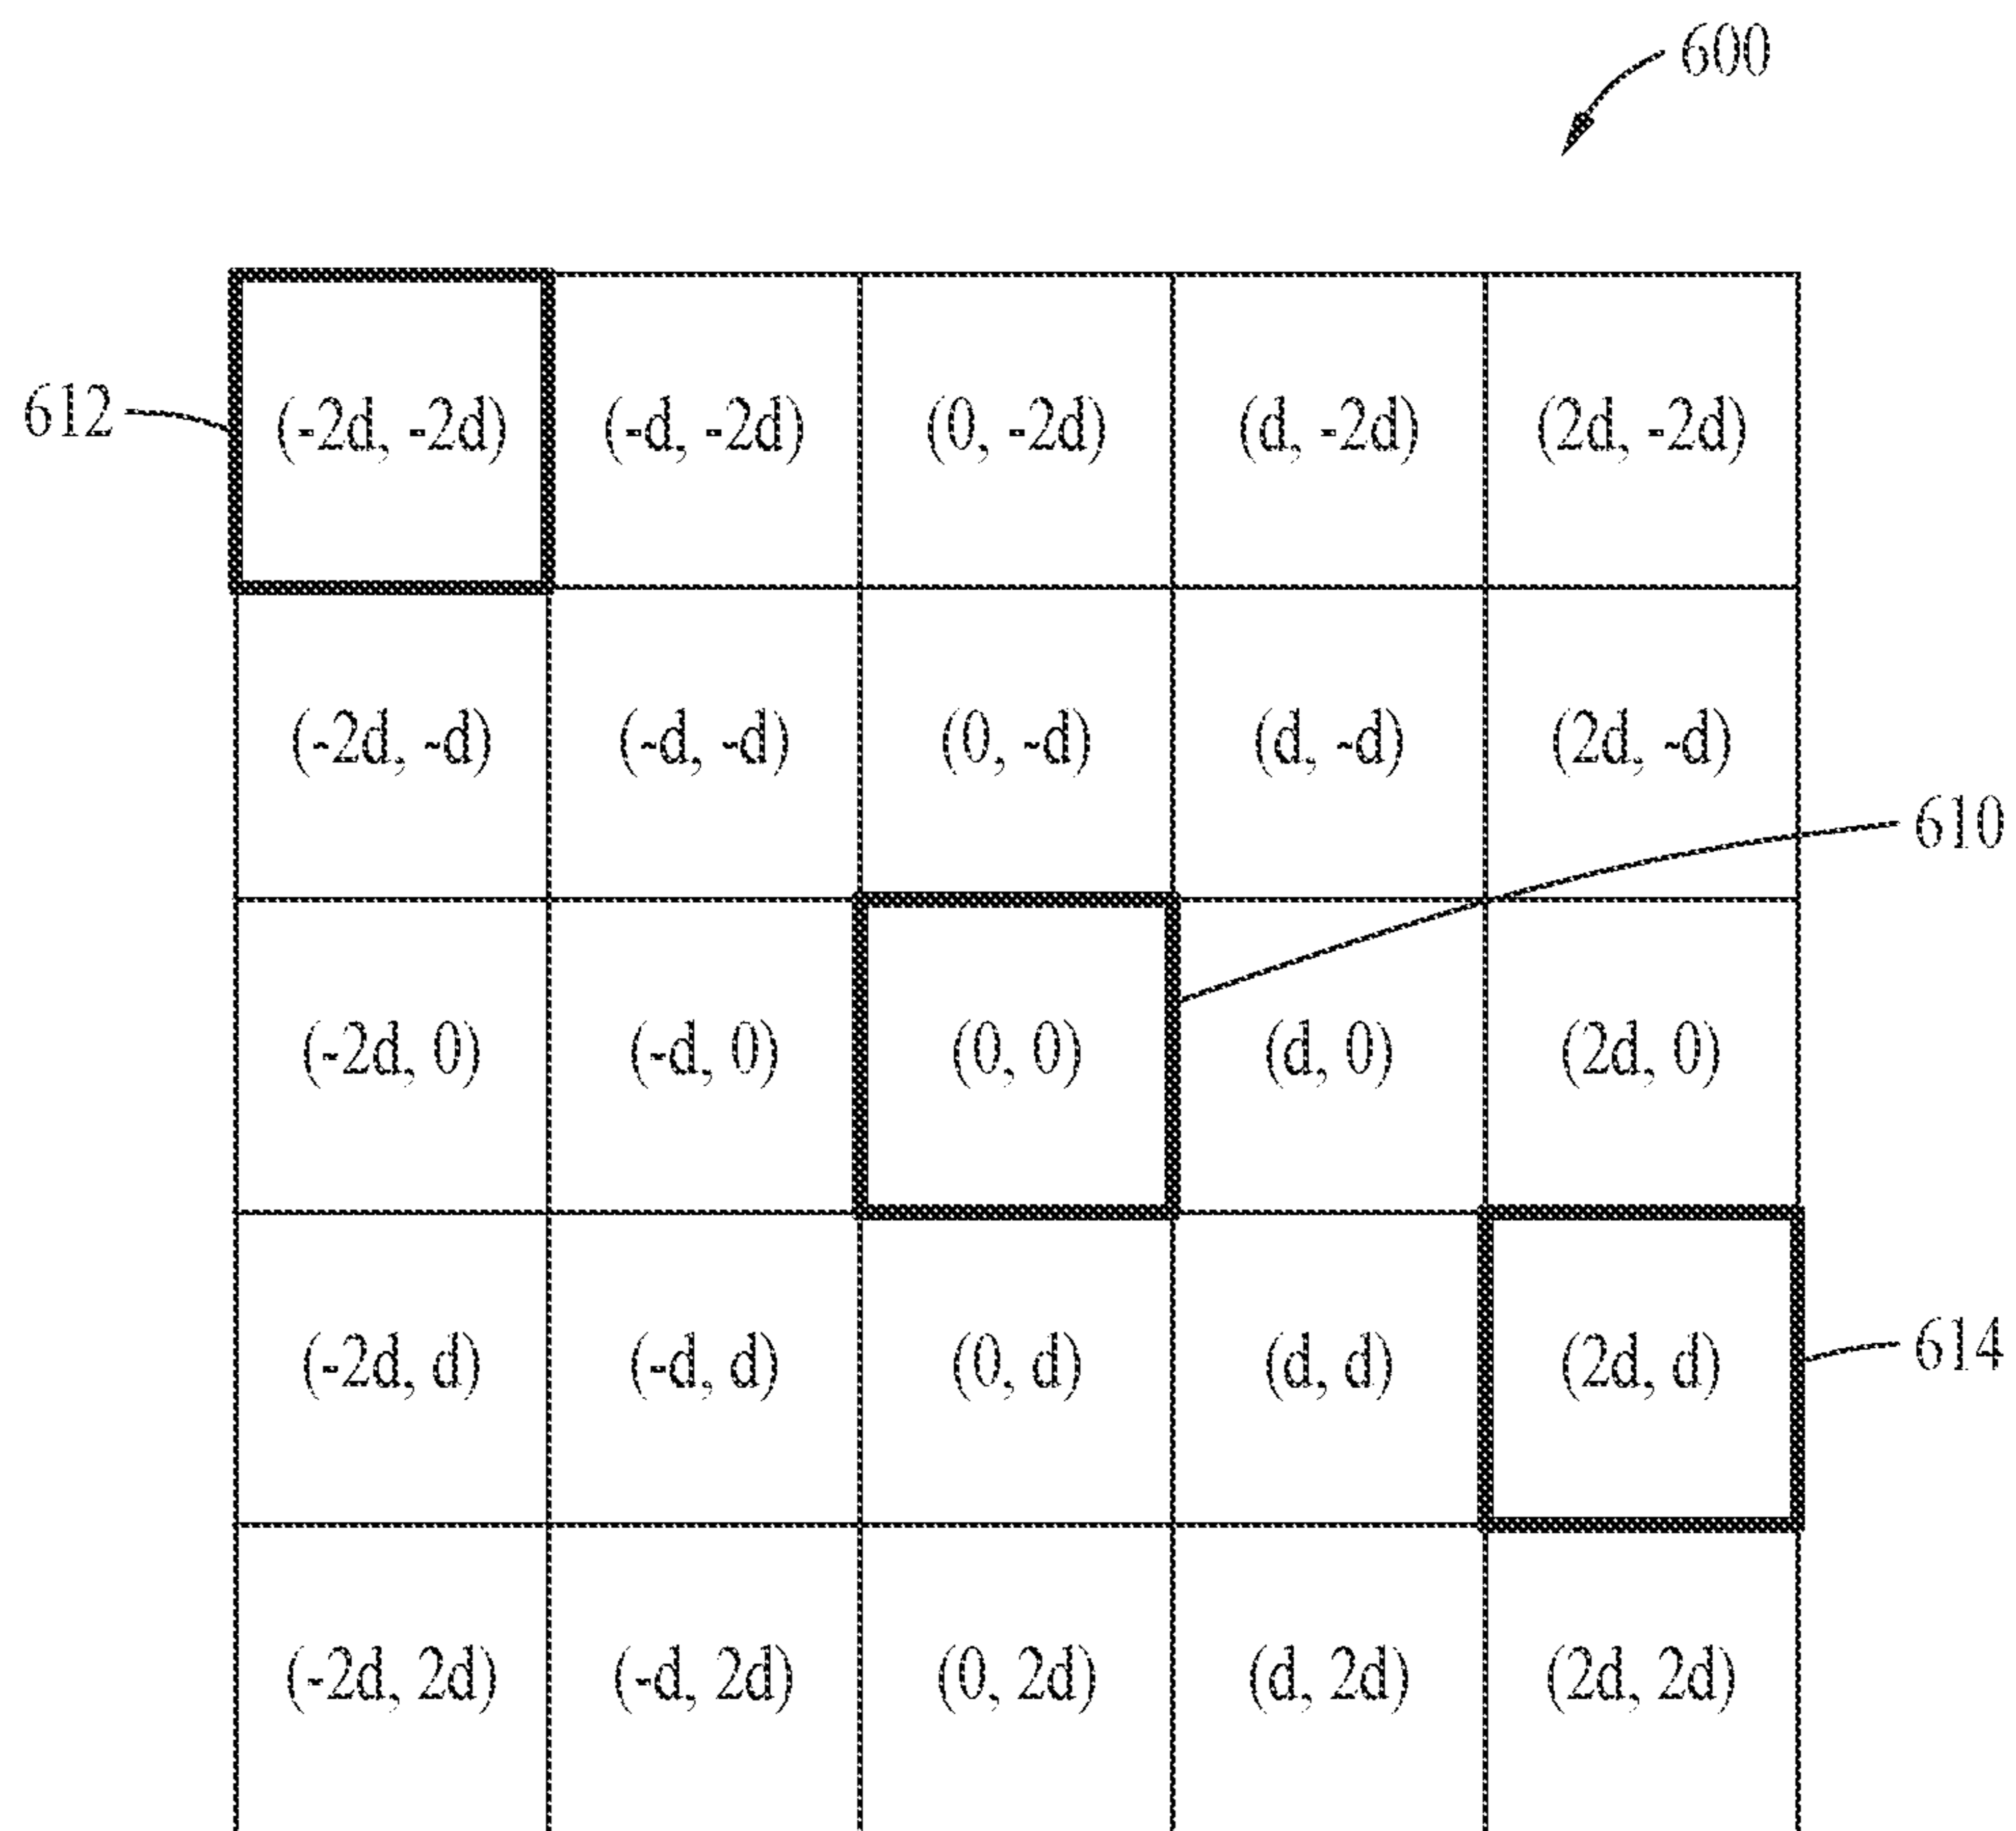 600
612 (-2d, -2d) (-d, -2d) (0, -2d) (d, -2d) (2d, -2d)
(-2d, -d) (-d, -d) (0, -d) (d, -d) (2d, -d)
610
(-2d, 0) (-d, 0) (0, 0) (d, 0) (2d, 0)
(-2d, d) (-d, d) (0, d) (d, d) (2d, d) 614
(-2d, 2d) (-d, 2d) (0, 2d) (d, 2d) (2d, 2d)